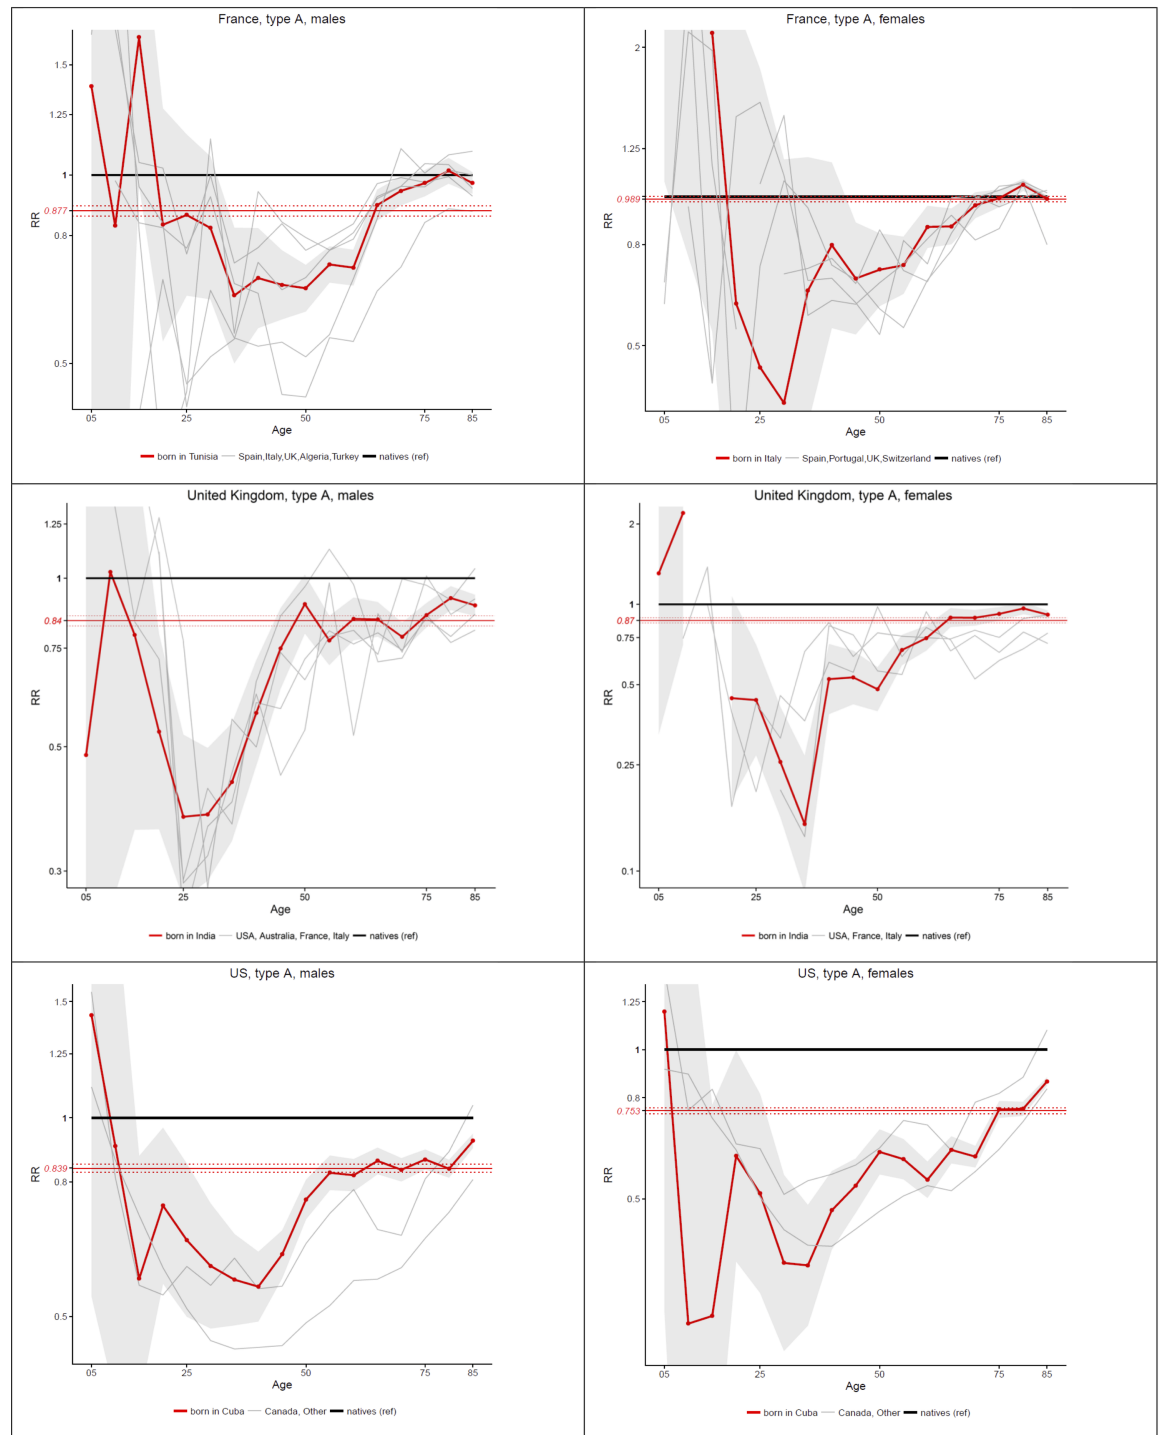 France, type A, males
1.5
1.25
1
0.877
0.8
0.5
RR
05 25 50 75 85
Age
born in Tunisia Spain,Italy,UK,Algeria,Turkey natives (ref)
France, type A, females
2
1.25
0.989
0.8
0.5
RR
05 25 50 75 85
Age
born in Italy Spain,Portugal,UK,Switzerland natives (ref)
United Kingdom, type A, males
1.25
1
0.84
0.75
0.5
0.3
RR
05 25 50 75 85
Age
born in India USA, Australia, France, Italy natives (ref)
United Kingdom, type A, females
2
1
0.87
0.75
0.5
0.25
0.1
RR
05 25 50 75 85
Age
born in India USA, France, Italy natives (ref)
US, type A, males
1.5
1.25
1
0.839
0.8
0.5
RR
05 25 50 75 85
Age
born in Cuba Canada, Other natives (ref)
US, type A, females
1.25
1
0.8
0.753
0.5
RR
05 25 50 75 85
Age
born in Cuba Canada, Other natives (ref)